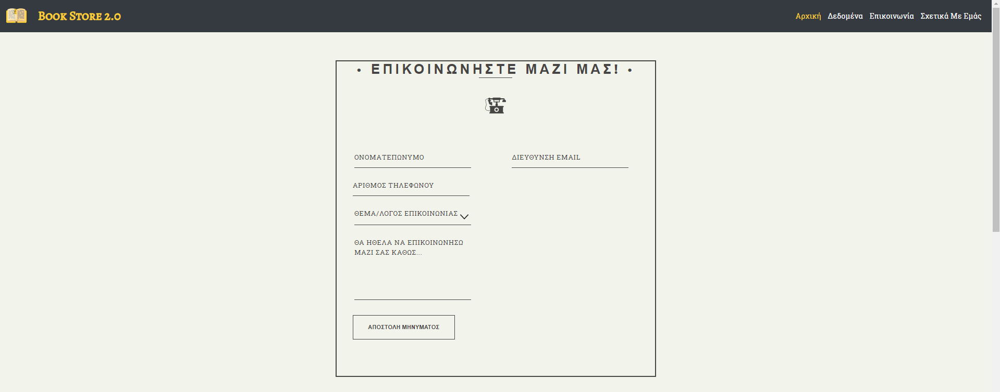 Book Store 2.0
Αρχική Δεδομένα Επικοινωνία Σχετικά Με Εμάς
• ΕΠΙΚΟΙΝΩΝΗΣΤΕ ΜΑΖΙ ΜΑΣ! •
ΟΝΟΜΑΤΕΠΩΝΥΜΟ ΔΙΕΥΘΥΝΣΗ EMAIL
ΑΡΙΘΜΟΣ ΤΗΛΕΦΩΝΟΥ
ΘΕΜΑ/ΛΟΓΟΣ ΕΠΙΚΟΙΝΩΝΙΑΣ
ΘΑ ΗΘΕΛΑ ΝΑ ΕΠΙΚΟΙΝΩΝΗΣΩ
ΜΑΖΙ ΣΑΣ ΚΑΘΩΣ...
ΑΠΟΣΤΟΛΗ ΜΗΝΥΜΑΤΟΣ